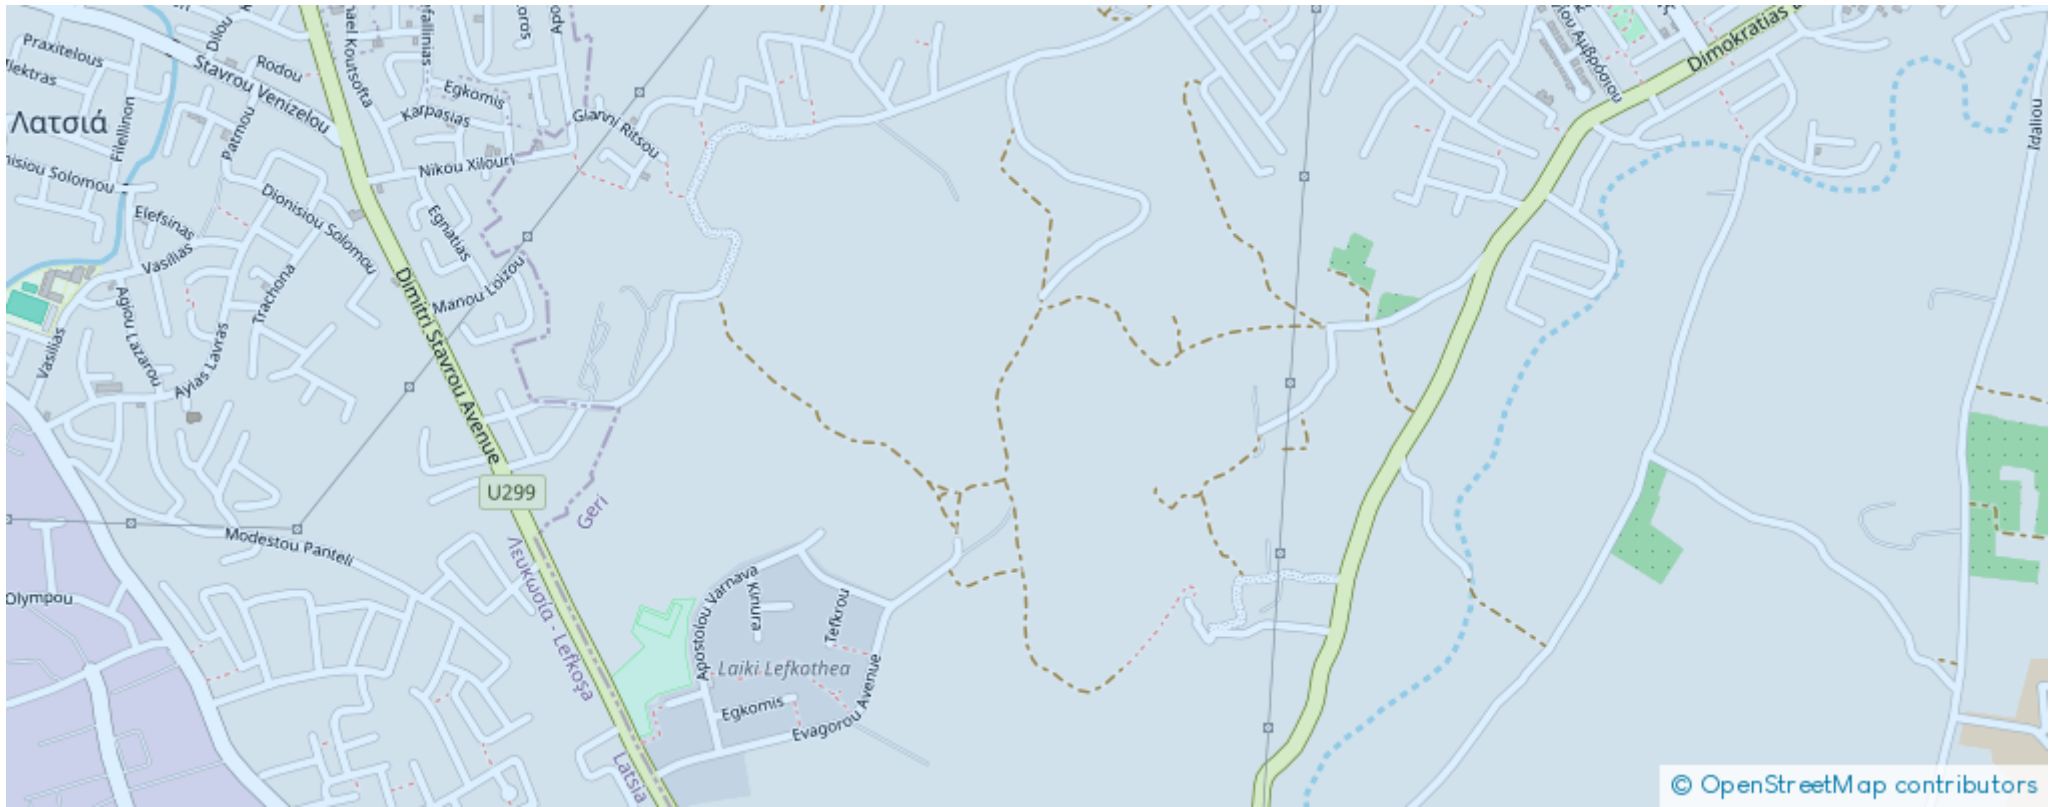 Praxitelous
Dilou
Rodou
Stavrou Venizelou
Filellinon
Patmou
Λατσιά
Elefsinas
Vasilias
Dionisiou Solomou
Trachona
Agiou Lazarou
Ayias Lavras
Vasilias
Egkomis
Karpasias
Nikou Xilouri
Gianni Ritsou
Egnatias
Manou Loizou
Dimitri Stavrou Avenue
U299
Geri
Λευκωσία - Lefkoşa
Latsia
Modestou Panteli
Olympou
Apostolou Varnava
Kinura
Tefkrou
Laiki Lefkothea
Egkomis
Evagorou Avenue
Dimokratias
Idaliou
© OpenStreetMap contributors